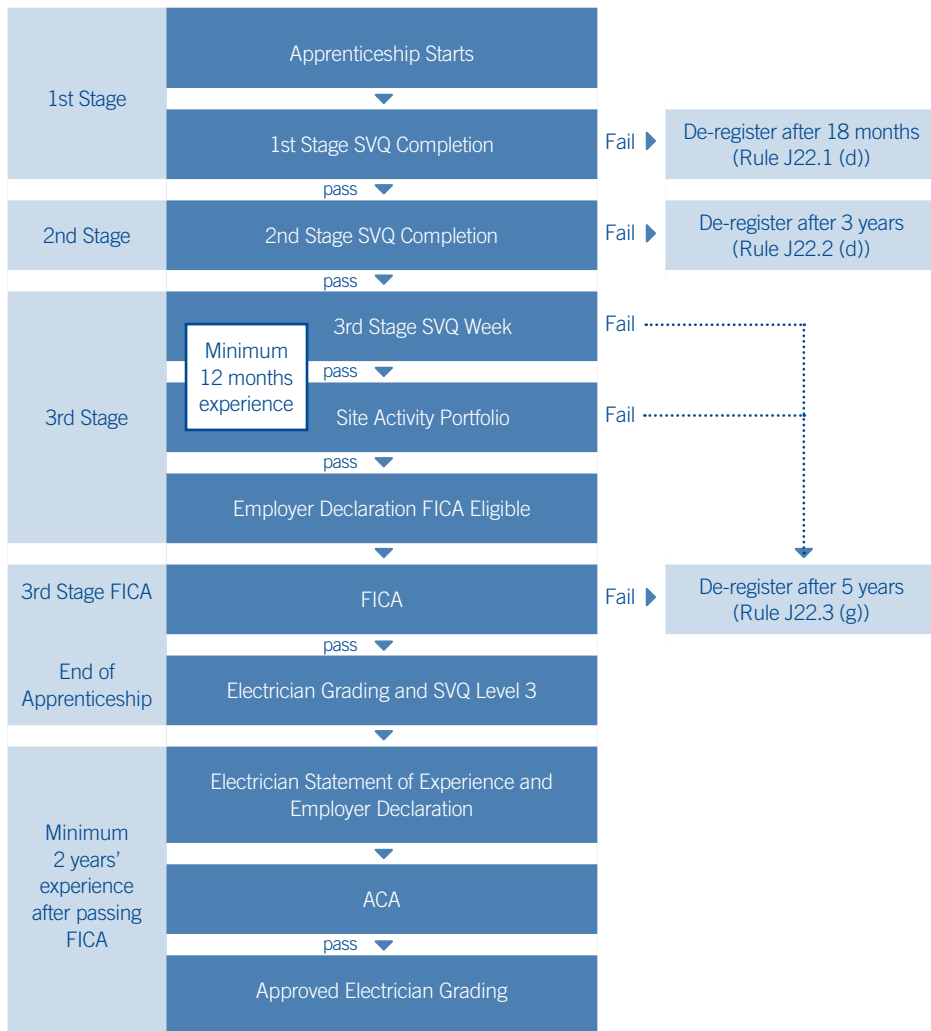 1st Stage
Apprenticeship Starts
1st Stage SVQ Completion
Fail
De-register after 18 months
(Rule J22.1 (d))
pass
2nd Stage
2nd Stage SVQ Completion
Fail
De-register after 3 years
(Rule J22.2 (d))
pass
3rd Stage
3rd Stage SVQ Week
Fail
Minimum
12 months
experience
pass
Site Activity Portfolio
Fail
pass
Employer Declaration FICA Eligible
3rd Stage FICA
FICA
Fail
De-register after 5 years
(Rule J22.3 (g))
pass
End of
Apprenticeship
Electrician Grading and SVQ Level 3
Minimum
2 years’
experience
after passing
FICA
Electrician Statement of Experience and
Employer Declaration
ACA
pass
Approved Electrician Grading